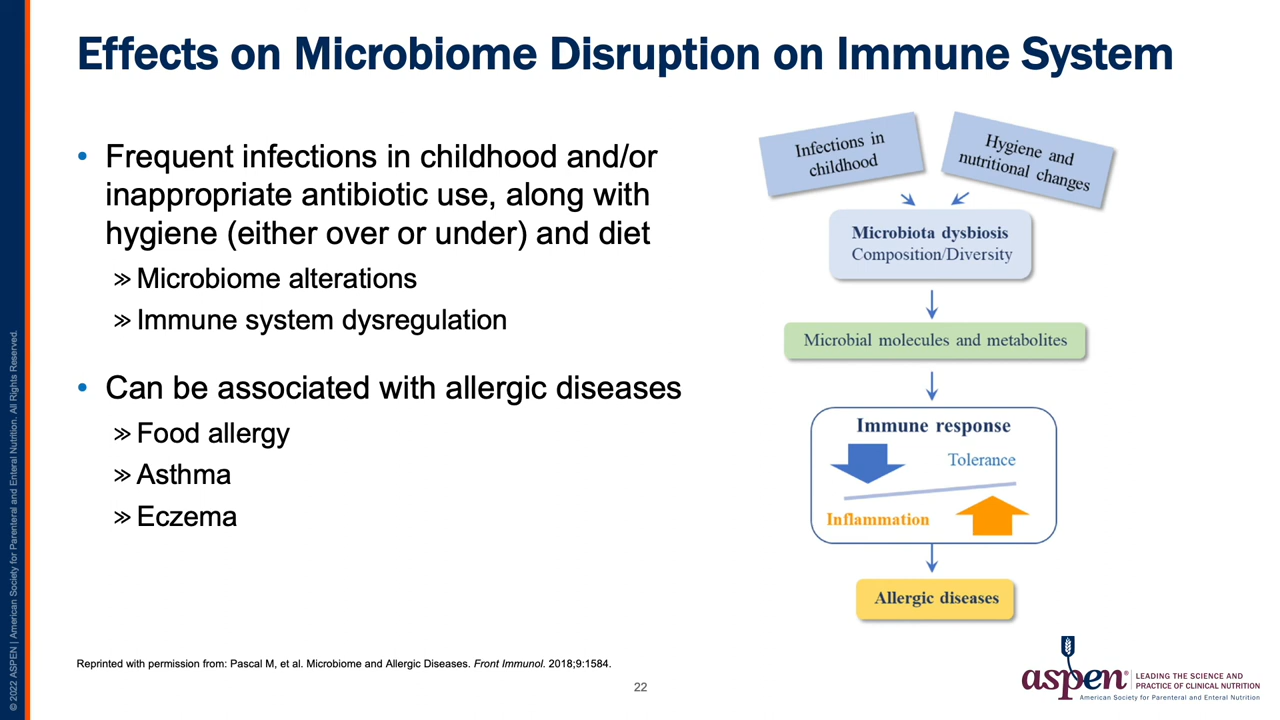 Effects on Microbiome Disruption on Immune System
• Frequent infections in childhood and/or
inappropriate antibiotic use, along with
hygiene (either over or under) and diet
» Microbiome alterations
» Immune system dysregulation
• Can be associated with allergic diseases
» Food allergy
» Asthma
» Eczema
Infections in
childhood
Hygiene and
nutritional changes
Microbiota dysbiosis
Composition/Diversity
Microbial molecules and metabolites
Immune response
Tolerance
Inflammation
Allergic diseases
Reprinted with permission from: Pascal M, et al. Microbiome and Allergic Diseases. Front Immunol. 2018;9:1584.
22
aspen®
LEADING THE SCIENCE AND
PRACTICE OF CLINICAL NUTRITION
American Society for Parenteral and Enteral Nutrition
© 2022 ASPEN | American Society for Parenteral and Enteral Nutrition. All Rights Reserved.